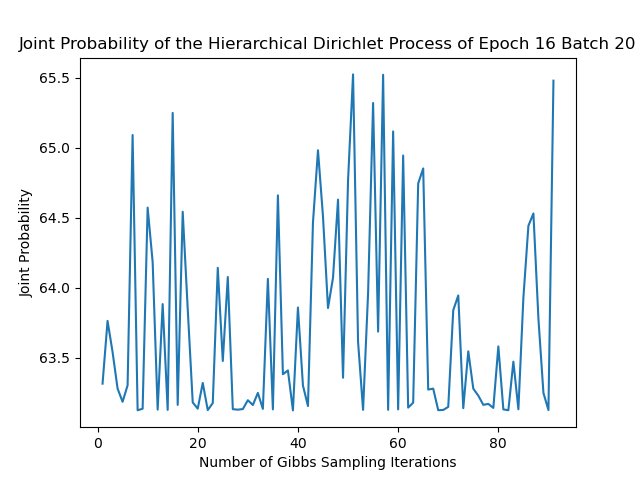 Joint Probability of the Hierarchical Dirichlet Process of Epoch 16 Batch 20
65.5
65.0
64.5
64.0
63.5
Joint Probability
0 20 40 60 80
Number of Gibbs Sampling Iterations